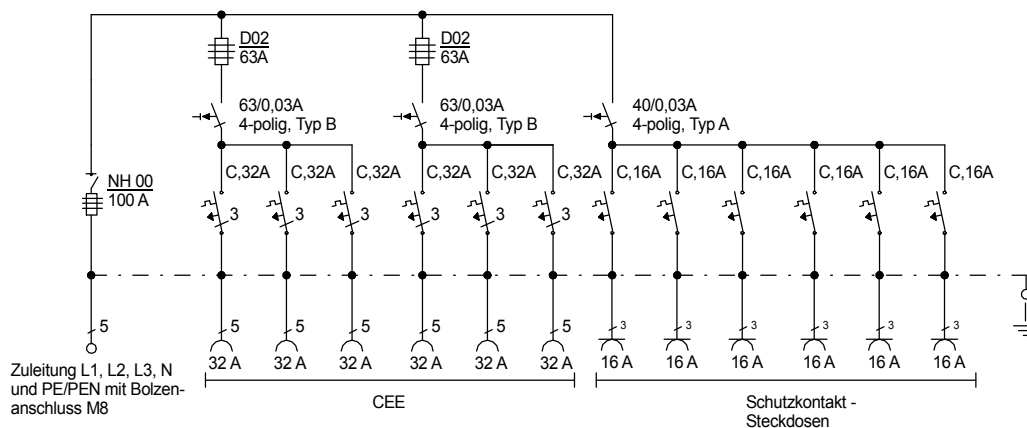 D02
63A
D02
63A
63/0,03A
4-polig, Typ B
63/0,03A
4-polig, Typ B
40/0,03A
4-polig, Typ A
C,32A
C,32A
C,32A
C,32A
C,32A
C,32A
C,16A
C,16A
C,16A
C,16A
C,16A
C,16A
NH 00
100 A
3
3
3
3
3
3
5
5
5
5
5
5
5
3
3
3
3
3
3
32 A
32 A
32 A
32 A
32 A
32 A
16 A
16 A
16 A
16 A
16 A
16 A
Zuleitung L1, L2, L3, N
und PE/PEN mit Bolzen-
anschluss M8
CEE
Schutzkontakt -
Steckdosen